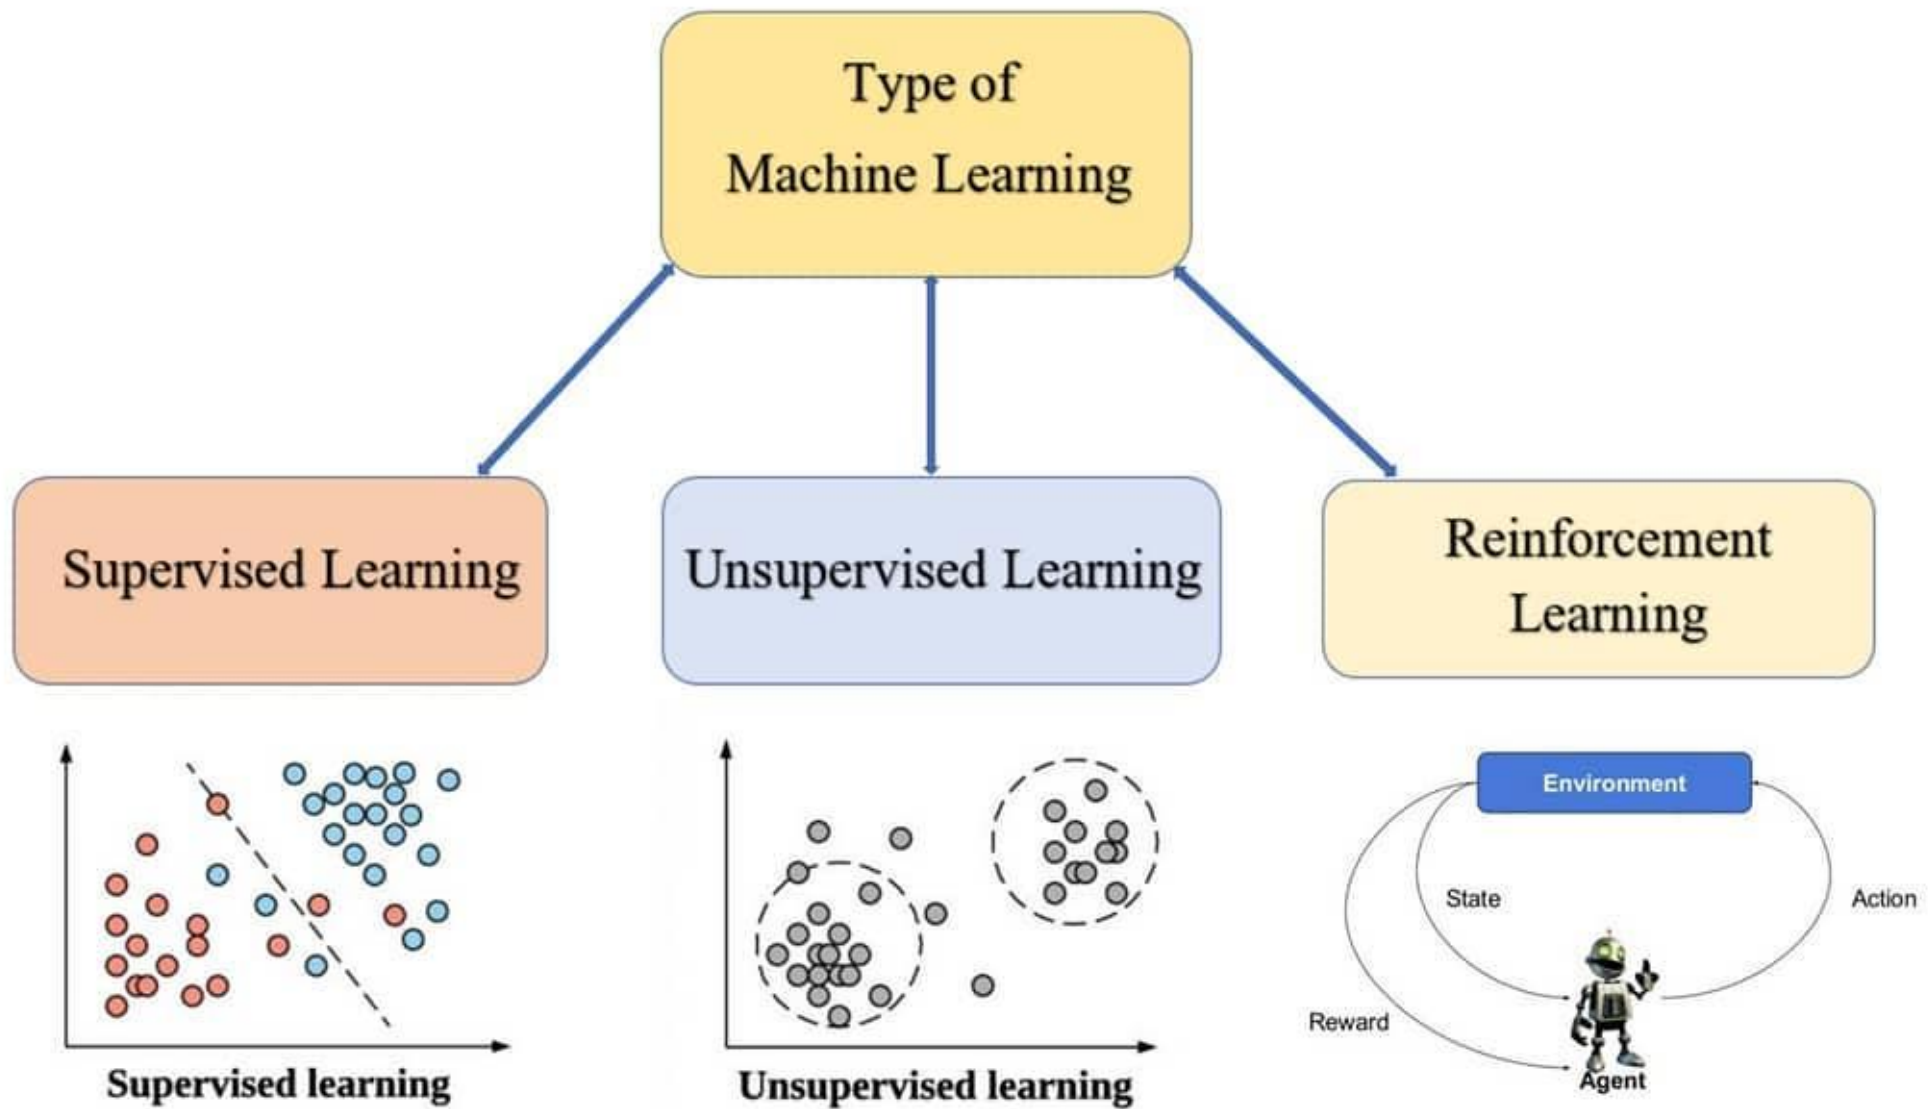 Type of
Machine Learning
Supervised Learning
Unsupervised Learning
Reinforcement
Learning
Supervised learning
Unsupervised learning
Environment
State
Action
Reward
Agent